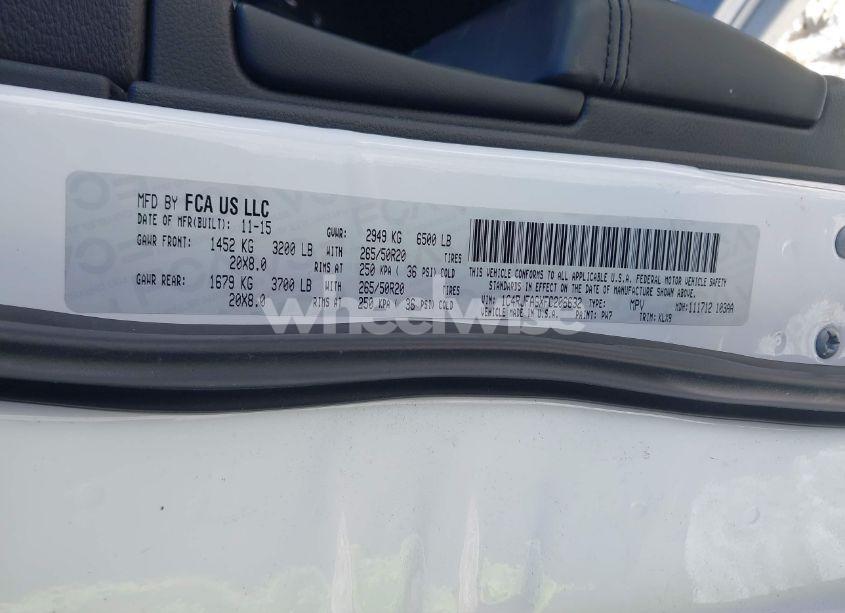 MFD BY FCA US LLC
DATE OF MFR(BUILT): 11-15 GVWR: 2949 KG 6500 LB
GAWR FRONT: 1452 KG 3200 LB WITH 265/50R20 TIRES
20X8.0 RIMS AT 250 KPA ( 36 PSI) COLD
GAWR REAR: 1679 KG 3700 LB WITH 265/50R20 TIRES
20X8.0 RIMS AT 250 KPA ( 36 PSI) COLD
THIS VEHICLE CONFORMS TO ALL APPLICABLE U.S.A. FEDERAL MOTOR VEHICLE SAFETY
STANDARDS IN EFFECT ON THE DATE OF MANUFACTURE SHOWN ABOVE.
VIN: TYPE: MPV MDH:111712 103AA
VEHICLE MADE IN U.S.A. PAINT: PW7 TRIM: KLX9
wheelwise